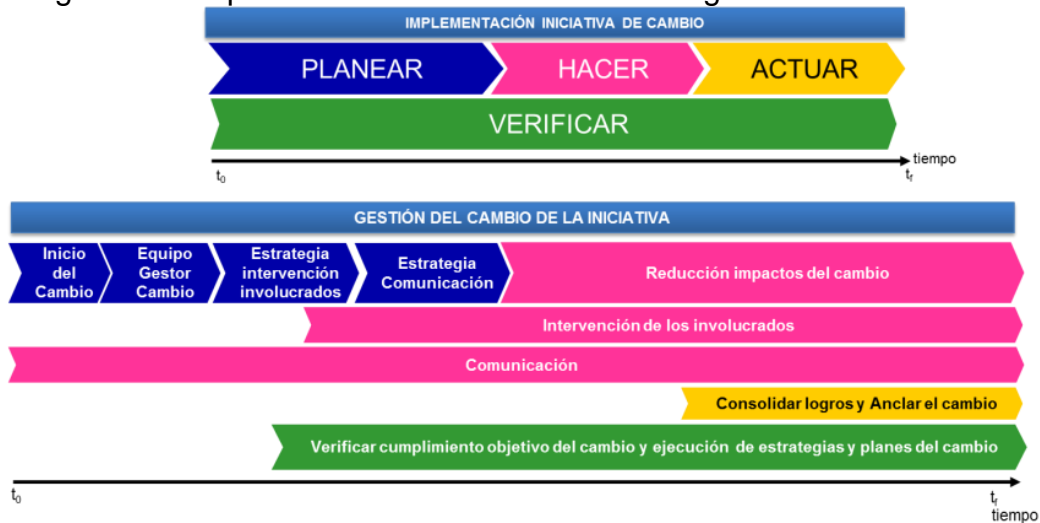 IMPLEMENTACIÓN INICIATIVA DE CAMBIO
PLANEAR
HACER
ACTUAR
VERIFICAR
tiempo
t0
tf
GESTIÓN DEL CAMBIO DE LA INICIATIVA
Inicio
del
Cambio
Equipo
Gestor
Cambio
Estrategia
intervención
involucrados
Estrategia
Comunicación
Reducción impactos del cambio
Intervención de los involucrados
Comunicación
Consolidar logros y Anclar el cambio
Verificar cumplimiento objetivo del cambio y ejecución de estrategias y planes del cambio
t0
tf
tiempo